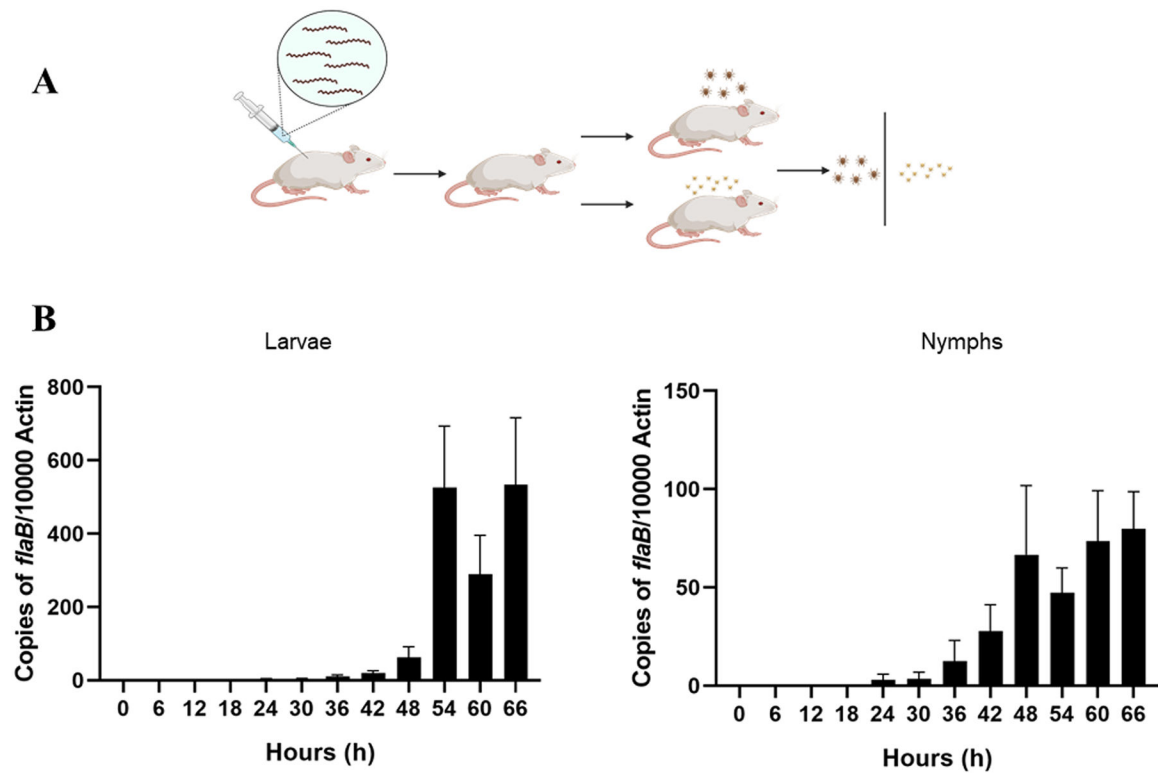 A
B
Larvae
Copies of flaB/10000 Actin
800
600
400
200
0
0 6 12 18 24 30 36 42 48 54 60 66
Hours (h)
Nymphs
Copies of flaB/10000 Actin
150
100
50
0
0 6 12 18 24 30 36 42 48 54 60 66
Hours (h)